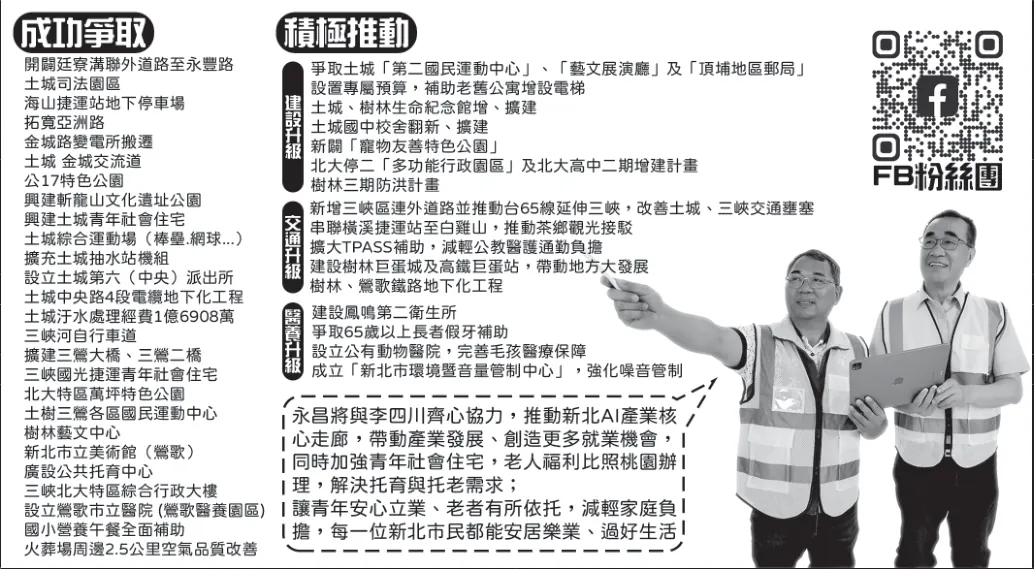 成功爭取
開闢廷寮溝聯外道路至永豐路
土城司法園區
海山捷運站地下停車場
拓寬亞洲路
金城路變電所搬遷
土城 金城交流道
公17特色公園
興建斬龍山文化遺址公園
興建土城青年社會住宅
土城綜合運動場（棒壘.網球...）
擴充土城抽水站機組
設立土城第六（中央）派出所
土城中央路4段電纜地下化工程
土城汙水處理經費1億6908萬
三峽河自行車道
擴建三鶯大橋、三鶯二橋
三峽國光捷運青年社會住宅
北大特區萬坪特色公園
土樹三鶯各區國民運動中心
樹林藝文中心
新北市立美術館（鶯歌）
廣設公共托育中心
三峽北大特區綜合行政大樓
設立鶯歌市立醫院 (鶯歌醫養園區)
國小營養午餐全面補助
火葬場周邊2.5公里空氣品質改善
積極推動
建設升級
爭取土城「第二國民運動中心」、「藝文展演廳」及「頂埔地區郵局」
設置專屬預算，補助老舊公寓增設電梯
土城、樹林生命紀念館增、擴建
土城國中校舍翻新、擴建
新闢「寵物友善特色公園」
北大停二「多功能行政園區」及北大高中二期增建計畫
樹林三期防洪計畫
交通升級
新增三峽區連外道路並推動台65線延伸三峽，改善土城、三峽交通壅塞
串聯橫溪捷運站至白雞山，推動茶鄉觀光接駁
擴大TPASS補助，減輕公教醫護通勤負擔
建設樹林巨蛋城及高鐵巨蛋站，帶動地方大發展
樹林、鶯歌鐵路地下化工程
醫養升級
建設鳳鳴第二衛生所
爭取65歲以上長者假牙補助
設立公有動物醫院，完善毛孩醫療保障
成立「新北市環境暨音量管制中心」，強化噪音管制
永昌將與李四川齊心協力，推動新北AI產業核
心走廊，帶動產業發展、創造更多就業機會，
同時加強青年社會住宅，老人福利比照桃園辦
理，解決托育與托老需求；
讓青年安心立業、老者有所依托，減輕家庭負
擔，每一位新北市民都能安居樂業、過好生活
FB粉絲團